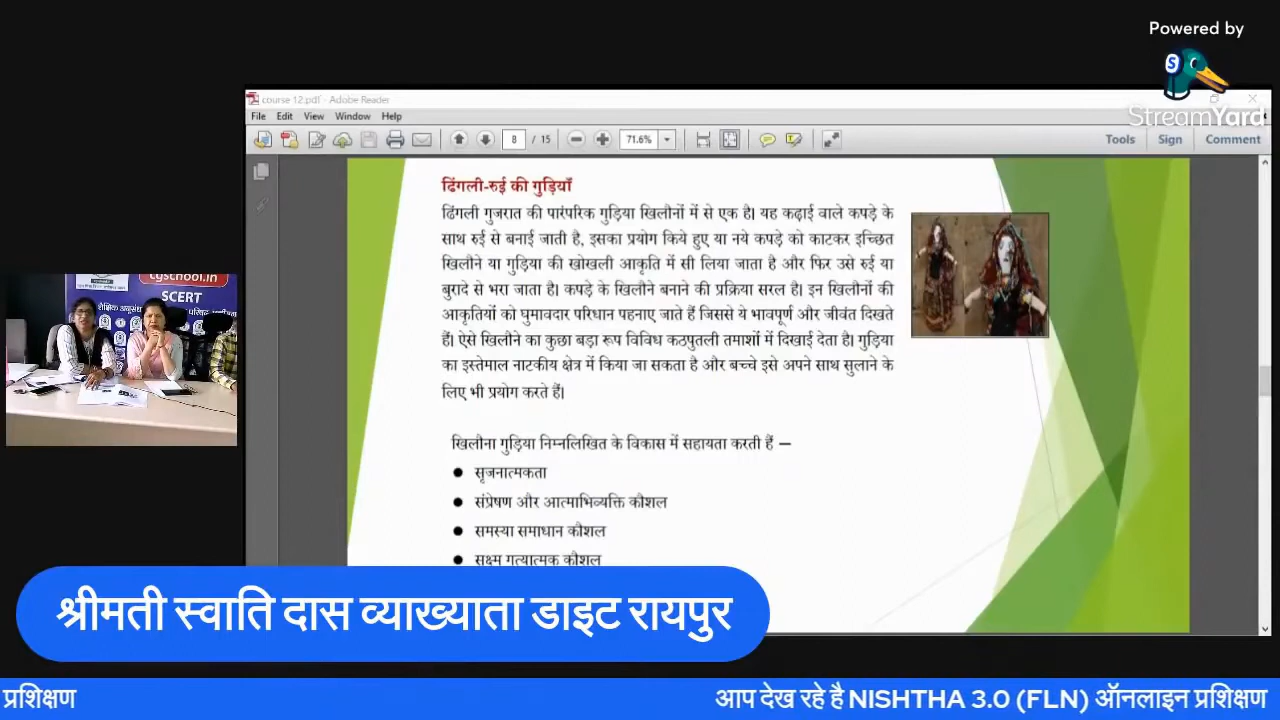 Powered by
StreamYard
course 12.pdf - Adobe Reader
File Edit View Window Help
8 / 15 71.6% Tools Sign Comment
ढिंगली-रुई की गुड़ियाँ
ढिंगली गुजरात की पारंपरिक गुड़िया खिलौनों में से एक है। यह कढ़ाई वाले कपड़े के
साथ रुई से बनाई जाती है, इसका प्रयोग किये हुए या नये कपड़े को काटकर इच्छित
खिलौने या गुड़िया की खोखली आकृति में सी लिया जाता है और फिर उसे रुई या
बुरादे से भरा जाता है। कपड़े के खिलौने बनाने की प्रक्रिया सरल है। इन खिलौनों की
आकृतियों को घुमावदार परिधान पहनाए जाते हैं जिससे ये भावपूर्ण और जीवंत दिखते
हैं। ऐसे खिलौने का कुछा बड़ा रूप विविध कठपुतली तमाशों में दिखाई देता है। गुड़िया
का इस्तेमाल नाटकीय क्षेत्र में किया जा सकता है और बच्चे इसे अपने साथ सुलाने के
लिए भी प्रयोग करते हैं।
खिलौना गुड़िया निम्नलिखित के विकास में सहायता करती हैं —
● सृजनात्मकता
● संप्रेषण और आत्माभिव्यक्ति कौशल
● समस्या समाधान कौशल
● सूक्ष्म गत्यात्मक कौशल
cgschool.in
SCERT
श्रीमती स्वाति दास व्याख्याता डाइट रायपुर
प्रशिक्षण आप देख रहे है NISHTHA 3.0 (FLN) ऑनलाइन प्रशिक्षण